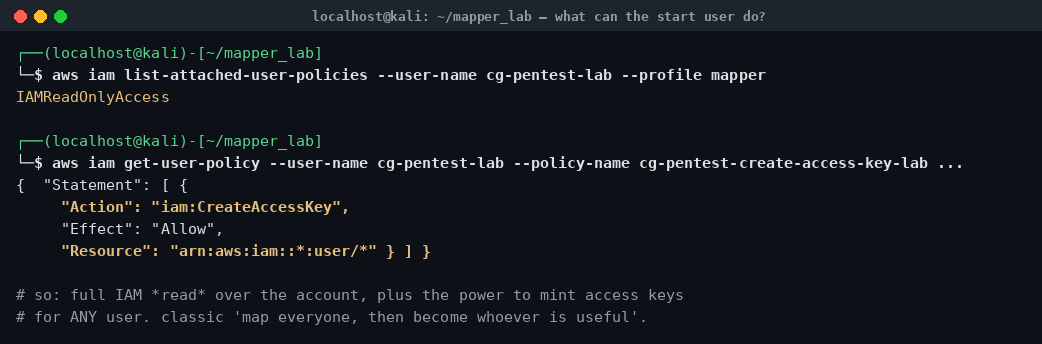 localhost@kali: ~/mapper_lab — what can the start user do?
┌──(localhost@kali)-[~/mapper_lab]
└─$ aws iam list-attached-user-policies --user-name cg-pentest-lab --profile mapper
IAMReadOnlyAccess
┌──(localhost@kali)-[~/mapper_lab]
└─$ aws iam get-user-policy --user-name cg-pentest-lab --policy-name cg-pentest-create-access-key-lab ...
{  "Statement": [ {
     "Action": "iam:CreateAccessKey",
     "Effect": "Allow",
     "Resource": "arn:aws:iam::*:user/*" } ] }
# so: full IAM *read* over the account, plus the power to mint access keys
# for ANY user. classic 'map everyone, then become whoever is useful'.